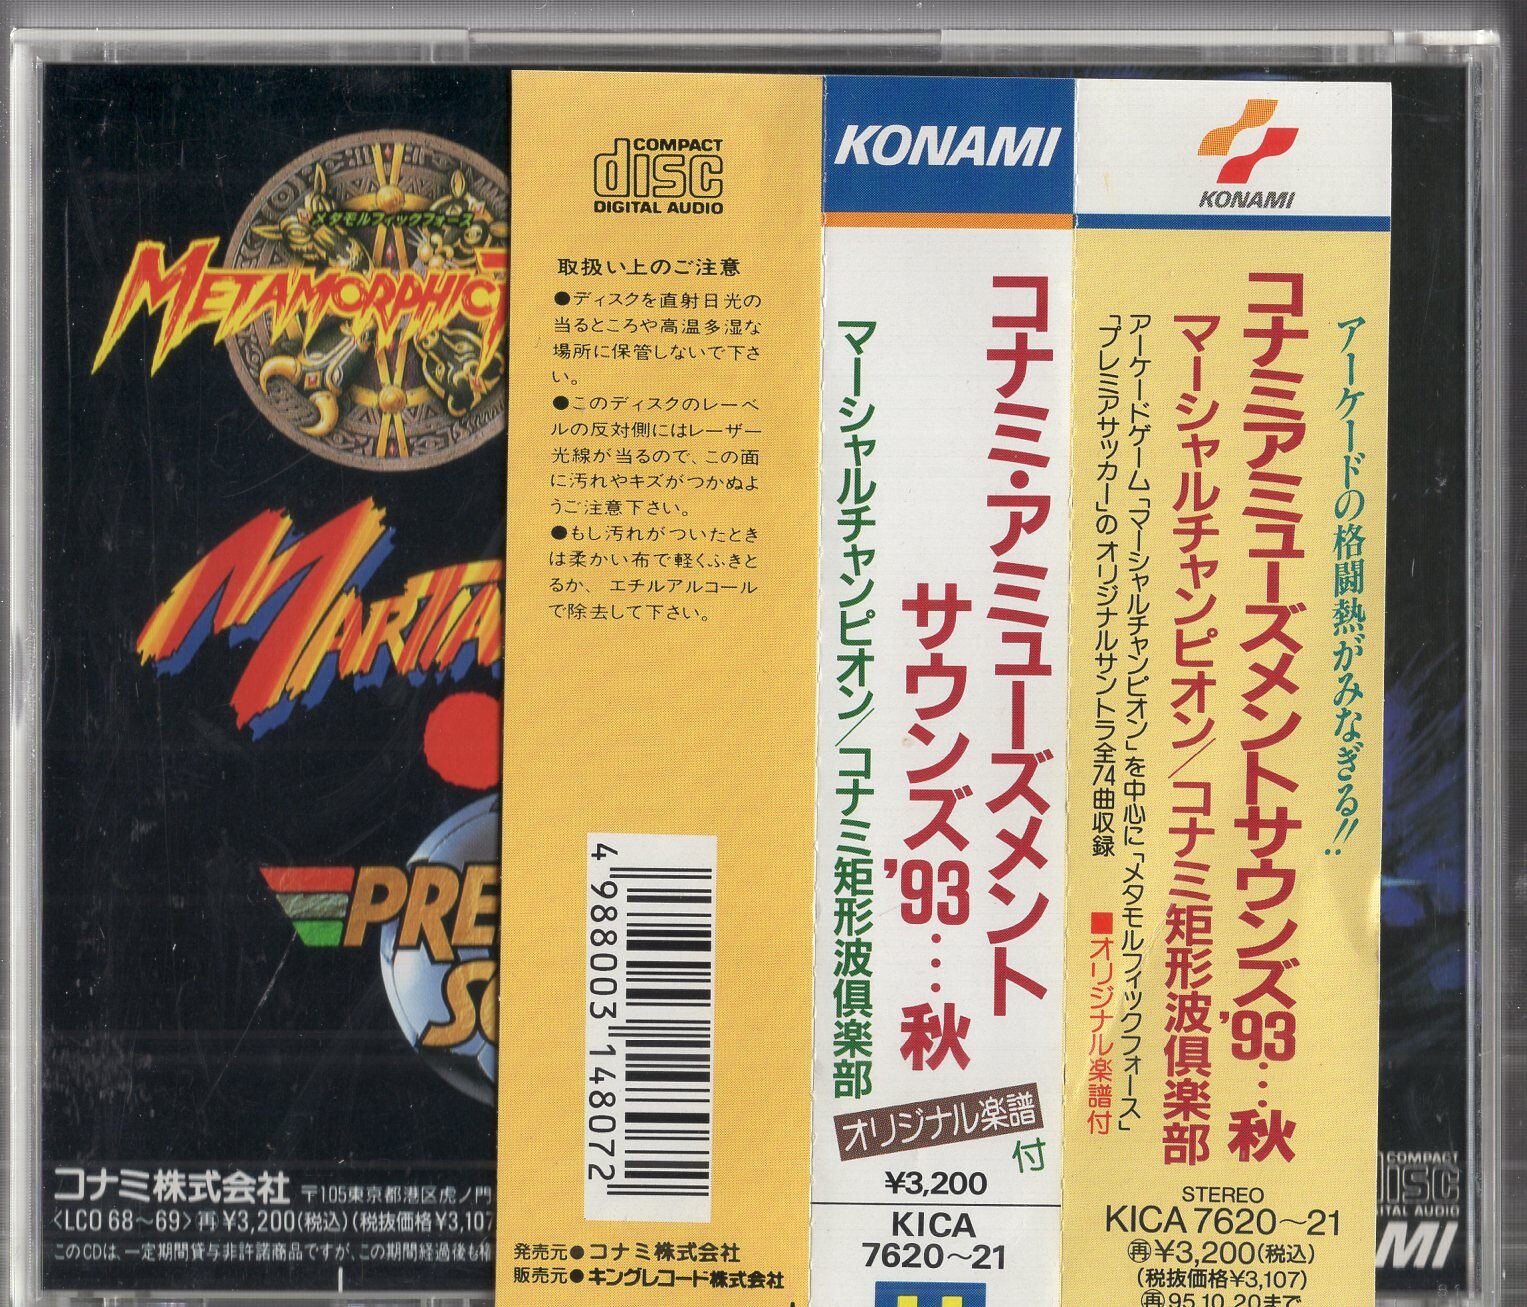 メタモルフィックフォース
METAMORPHIC
MARTIA
PRE
コナミ株式会社 〒105東京都港区虎ノ門
<LCO 68～69> 再 ¥3,200(税込)(税抜価格¥3,107
このCDは、一定期間貸与非許諾商品ですが、この期間経過後も権
COMPACT
disc
DIGITAL AUDIO
取扱い上のご注意
●ディスクを直射日光の
当るところや高温多湿な
場所に保管しないで下さ
い。
●このディスクのレーベ
ルの反対側にはレーザー
光線が当るので、この面
に汚れやキズがつかぬよ
うご注意下さい。
●もし汚れがついたとき
は柔かい布で軽くふきと
るか、エチルアルコール
で除去して下さい。
4 988003 148072
発売元●コナミ株式会社
販売元●キングレコード株式会社
KONAMI
コナミ・アミューズメント
サウンズ'93…秋
マーシャルチャンピオン/コナミ矩形波倶楽部
オリジナル楽譜
付
¥3,200
KICA
7620～21
KONAMI
アーケードの格闘熱がみなぎる!!
コナミアミューズメントサウンズ'93…秋
マーシャルチャンピオン/コナミ矩形波倶楽部
アーケードゲーム「マーシャルチャンピオン」を中心に「メタモルフィックフォース」
「プレミアサッカー」のオリジナルサントラ全74曲収録
■オリジナル楽譜付
STEREO
KICA 7620～21
再¥3,200(税込)
(税抜価格¥3,107)
再95.10.20まで
COMPACT
disc
DIGITAL AUDIO
MI